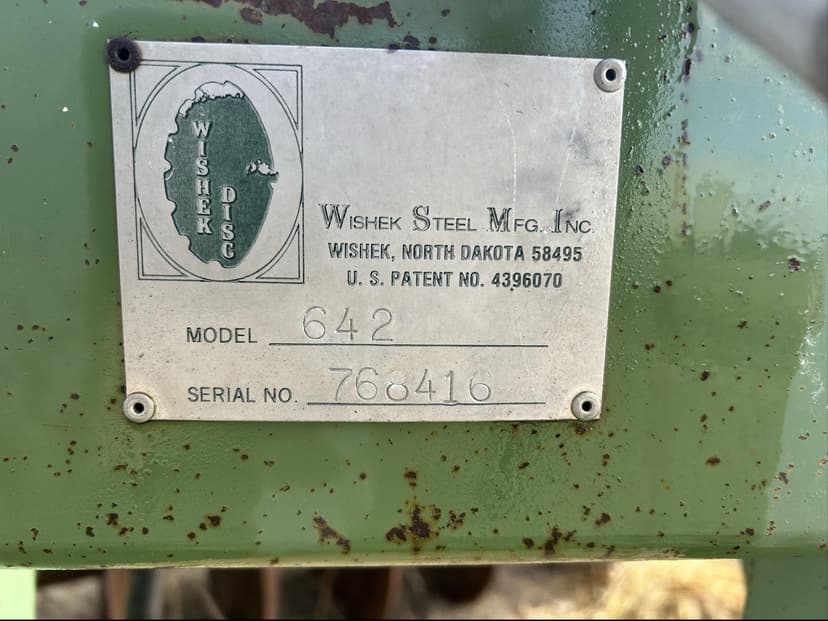 WISHEK
DISC
WISHEK STEEL MFG. INC.
WISHEK, NORTH DAKOTA 58495
U. S. PATENT NO. 4396070
MODEL 642
SERIAL NO. 768416